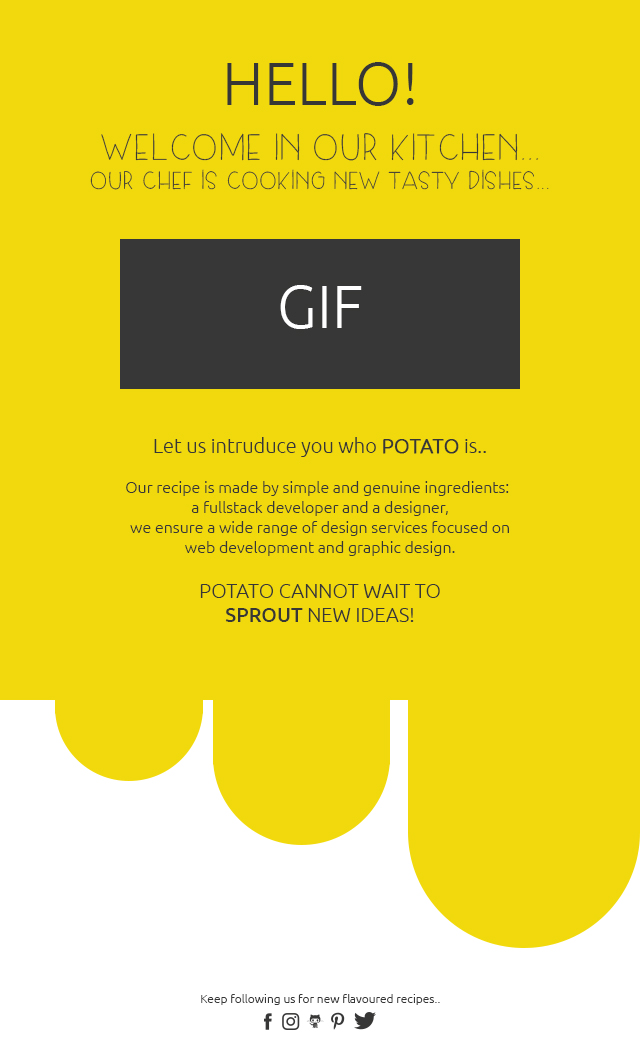 HELLO!
WELCOME IN OUR KITCHEN...
OUR CHEF IS COOKING NEW TASTY DISHES...
GIF
Let us intruduce you who POTATO is..
Our recipe is made by simple and genuine ingredients:
a fullstack developer and a designer,
we ensure a wide range of design services focused on
web development and graphic design.
POTATO CANNOT WAIT TO
SPROUT NEW IDEAS!
Keep following us for new flavoured recipes..